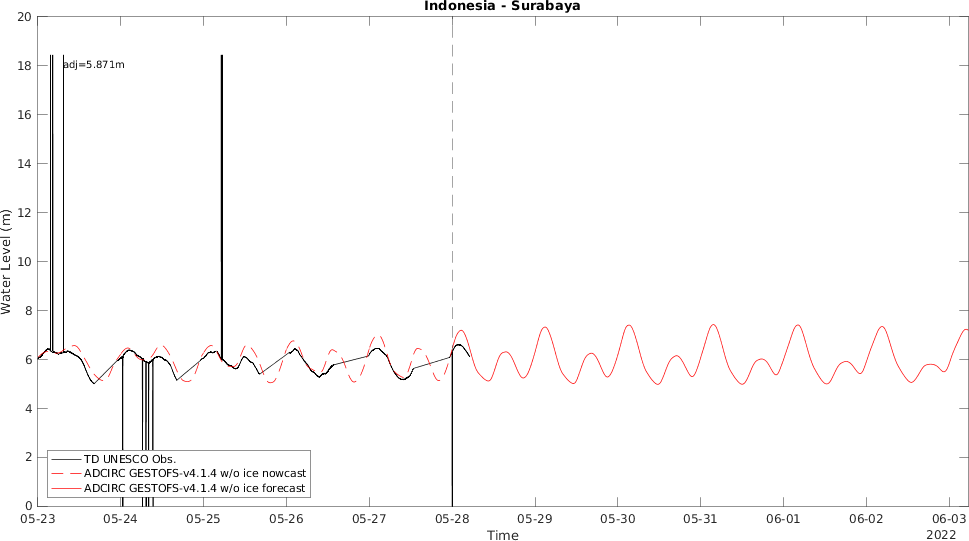 Indonesia - Surabaya
20
18
16
14
12
10
8
6
4
2
0
Water Level (m)
adj=5.871m
TD UNESCO Obs.
ADCIRC GESTOFS-v4.1.4 w/o ice nowcast
ADCIRC GESTOFS-v4.1.4 w/o ice forecast
05-23 05-24 05-25 05-26 05-27 05-28 05-29 05-30 05-31 06-01 06-02 06-03
Time
2022